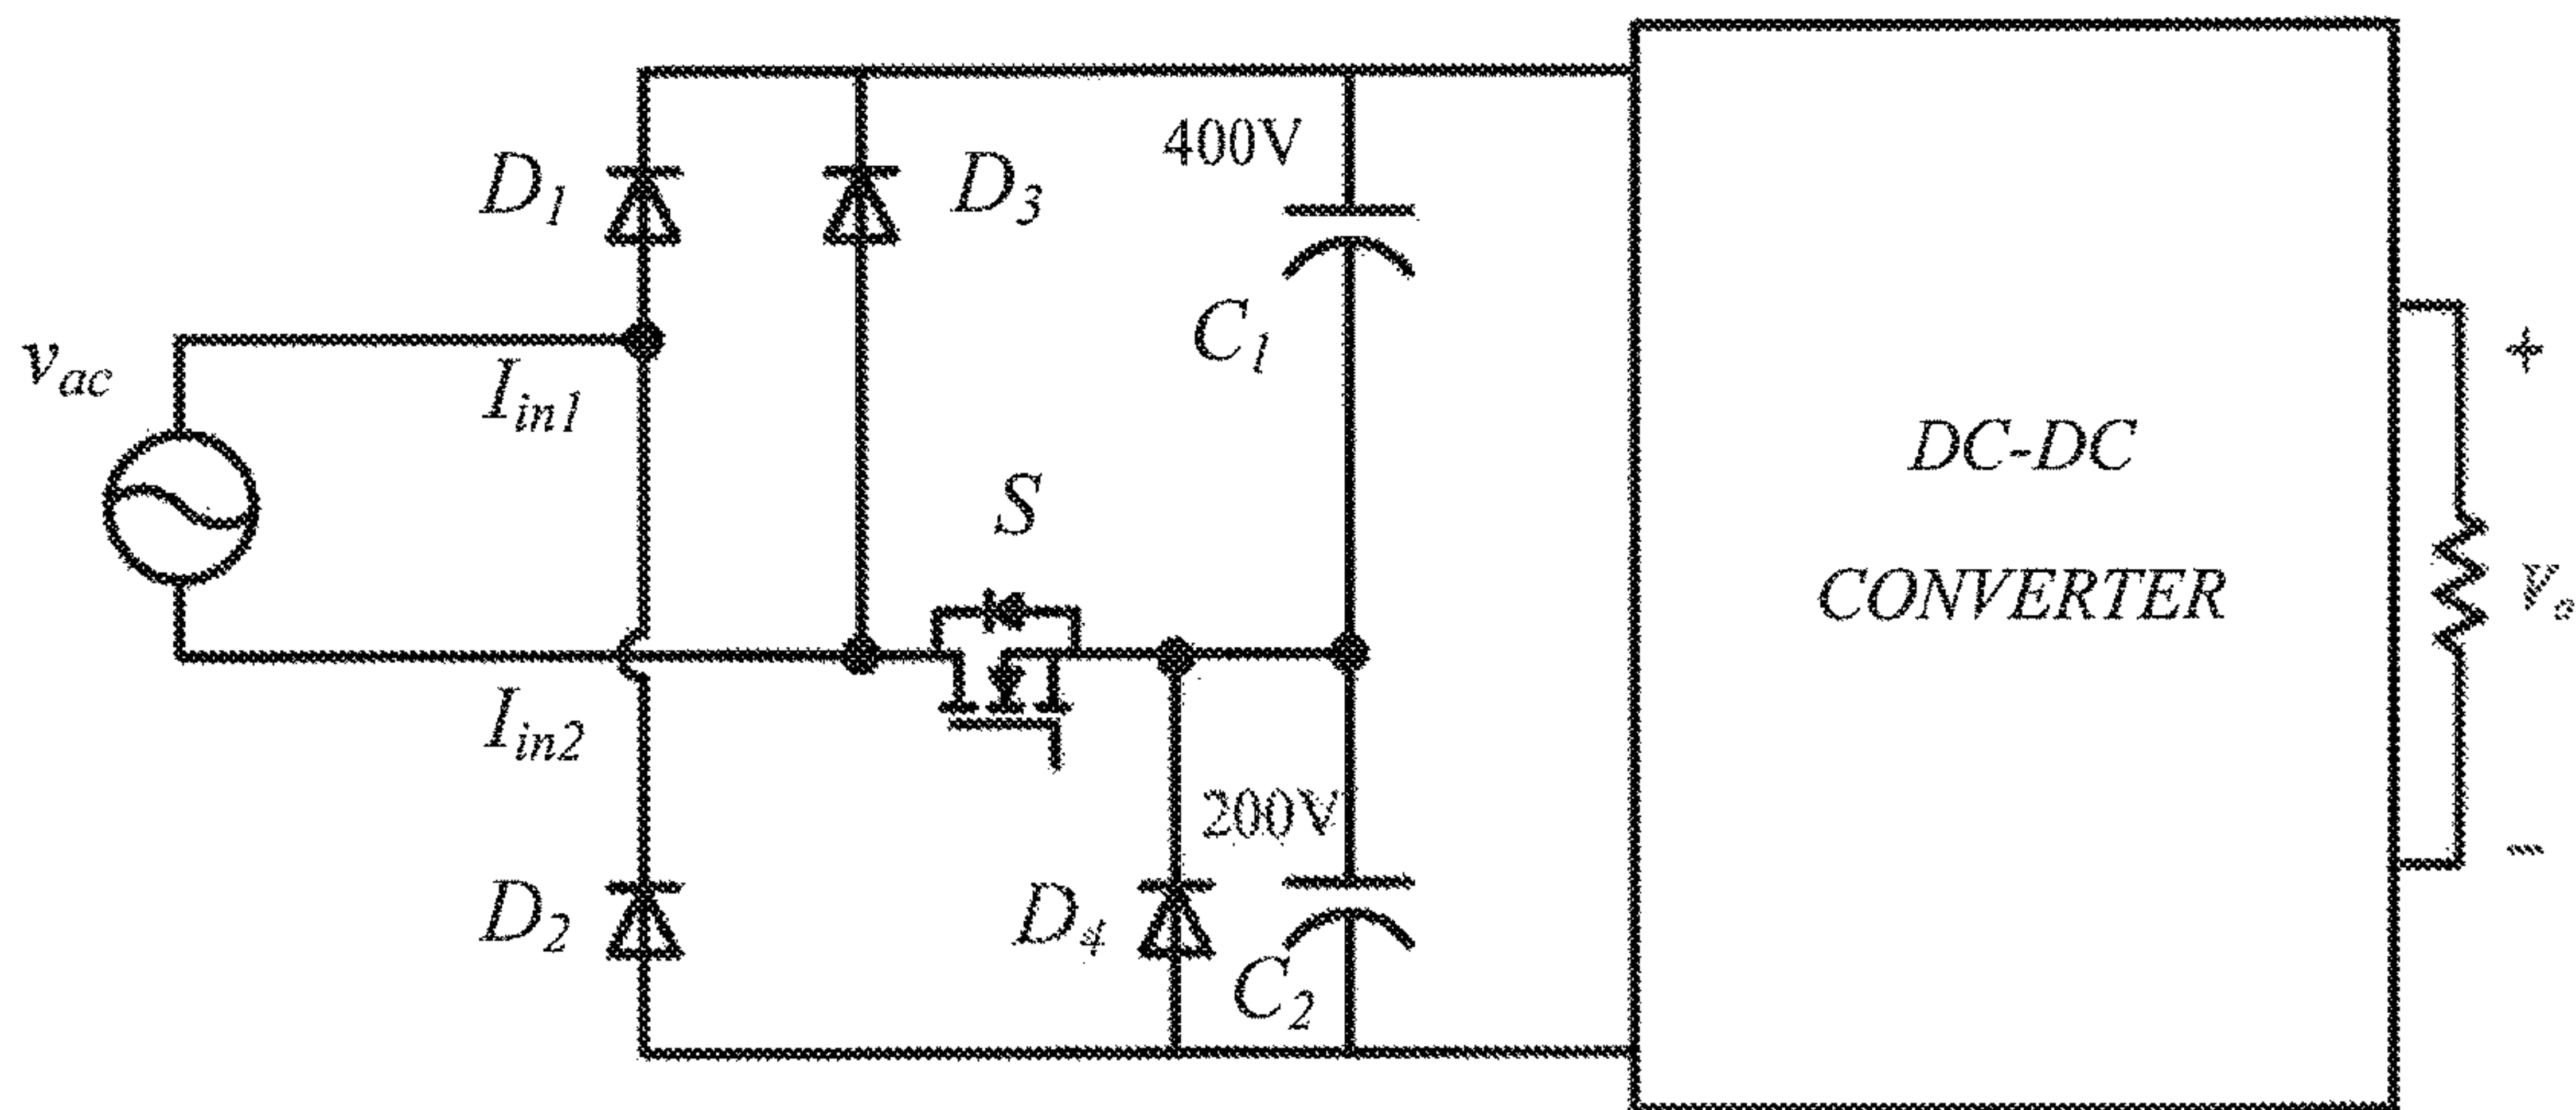 400V
D1
D3
C1
vac
Iin1
+
DC-DC
CONVERTER
S
Vo
Iin2
200V
D2
D4
C2
-